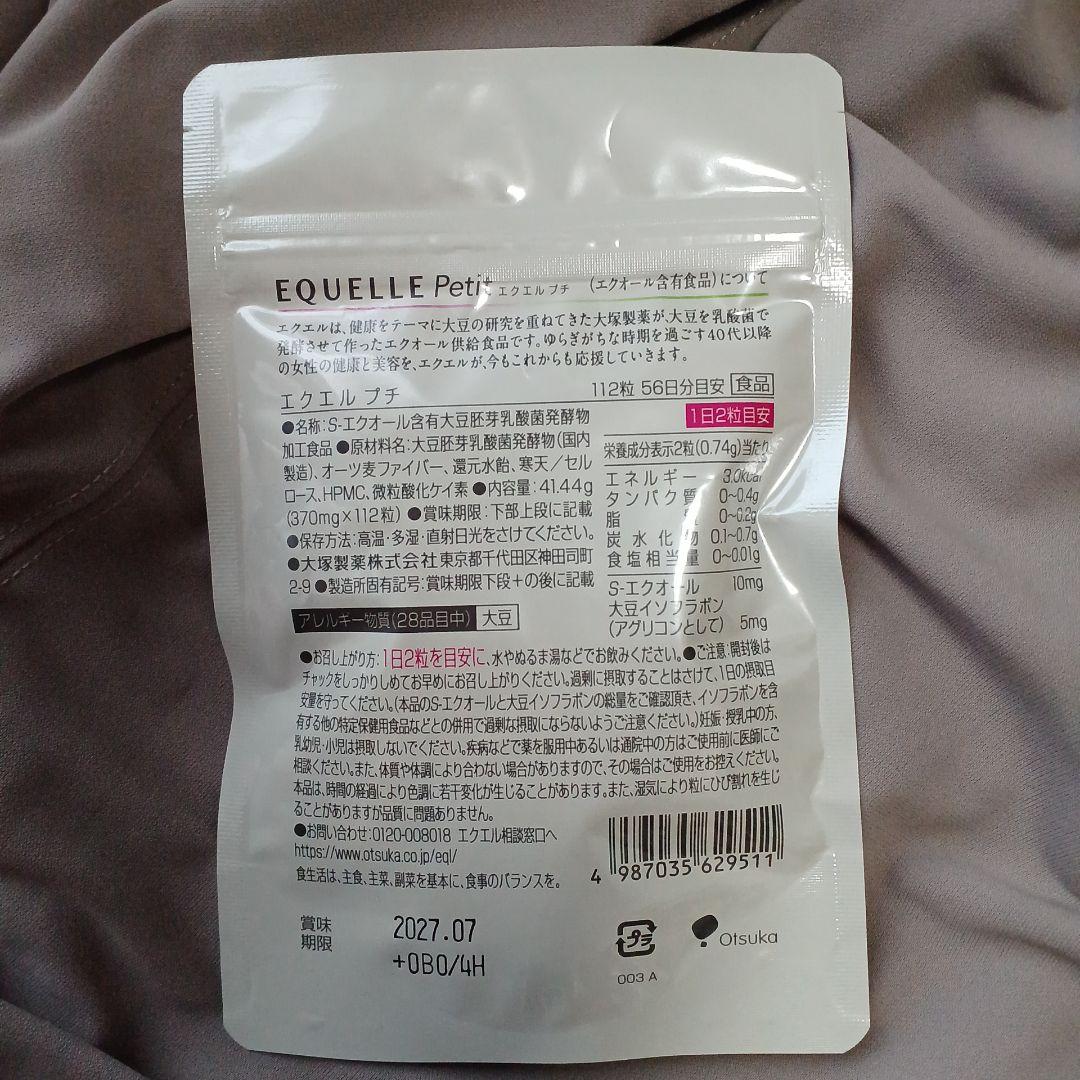 EQUELLE Petit エクエル プチ （エクオール含有食品）について
エクエルは、健康をテーマに大豆の研究を重ねてきた大塚製薬が、大豆を乳酸菌で
発酵させて作ったエクオール供給食品です。ゆらぎがちな時期を過ごす40代以降
の女性の健康と美容を、エクエルが、今もこれからも応援していきます。
エクエル プチ 112粒 56日分目安 食品
1日2粒目安
●名称：S-エクオール含有大豆胚芽乳酸菌発酵物
加工食品 ●原材料名：大豆胚芽乳酸菌発酵物（国内
製造）、オーツ麦ファイバー、還元水飴、寒天／セル
ロース、HPMC、微粒酸化ケイ素 ●内容量：41.44g
（370mg×112粒） ●賞味期限：下部上段に記載
●保存方法：高温・多湿・直射日光をさけてください。
●大塚製薬株式会社 東京都千代田区神田司町
2-9 ●製造所固有記号：賞味期限下段＋の後に記載
栄養成分表示2粒（0.74g）当たり
エネルギー 3.0kcal
タンパク質 0～0.4g
脂質 0～0.2g
炭水化物 0.1～0.7g
食塩相当量 0～0.01g
S-エクオール 10mg
大豆イソフラボン
（アグリコンとして） 5mg
アレルギー物質（28品目中） 大豆
●お召し上がり方：1日2粒を目安に、水やぬるま湯などでお飲みください。●ご注意：開封後は
チャックをしっかりしめてお早めにお召し上がりください。過剰に摂取することはさけて、1日の摂取目
安量を守ってください。（本品のS-エクオールと大豆イソフラボンの総量をご確認頂き、イソフラボンを含
有する他の特定保健用食品などとの併用で過剰な摂取にならないようご注意ください。）妊娠・授乳中の方、
乳幼児・小児は摂取しないでください。疾病などで薬を服用中あるいは通院中の方はご使用前に医師にご
相談ください。また、体質や体調により合わない場合がありますので、その場合はご使用をお控えください。
本品は、時間の経過により色調に若干変化が生じることがあります。また、湿気により粒にひび割れを生じ
ることがありますが品質に問題ありません。
●お問い合わせ：0120-008018 エクエル相談窓口へ
https://www.otsuka.co.jp/eql/
食生活は、主食、主菜、副菜を基本に、食事のバランスを。
4 987035 629511
賞味
期限
2027.07
+0B0/4H
プラ
003 A
Otsuka